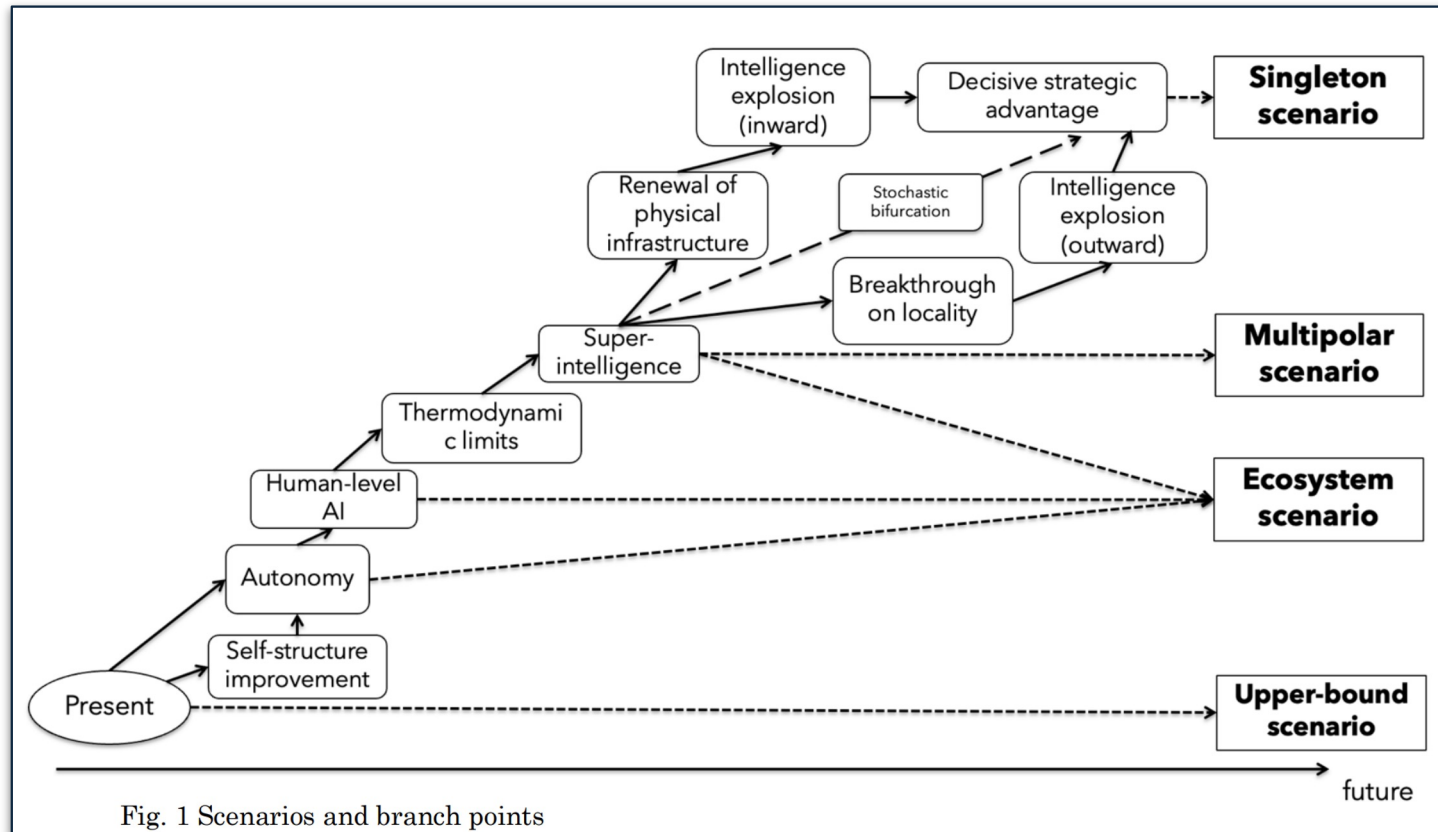 Intelligence
explosion
(inward)
Decisive strategic
advantage
Singleton
scenario
Renewal of
physical
infrastructure
Stochastic
bifurcation
Intelligence
explosion
(outward)
Breakthrough
on locality
Super-
intelligence
Multipolar
scenario
Thermodynami
c limits
Human-level
AI
Ecosystem
scenario
Autonomy
Self-structure
improvement
Present
Upper-bound
scenario
future
Fig. 1 Scenarios and branch points